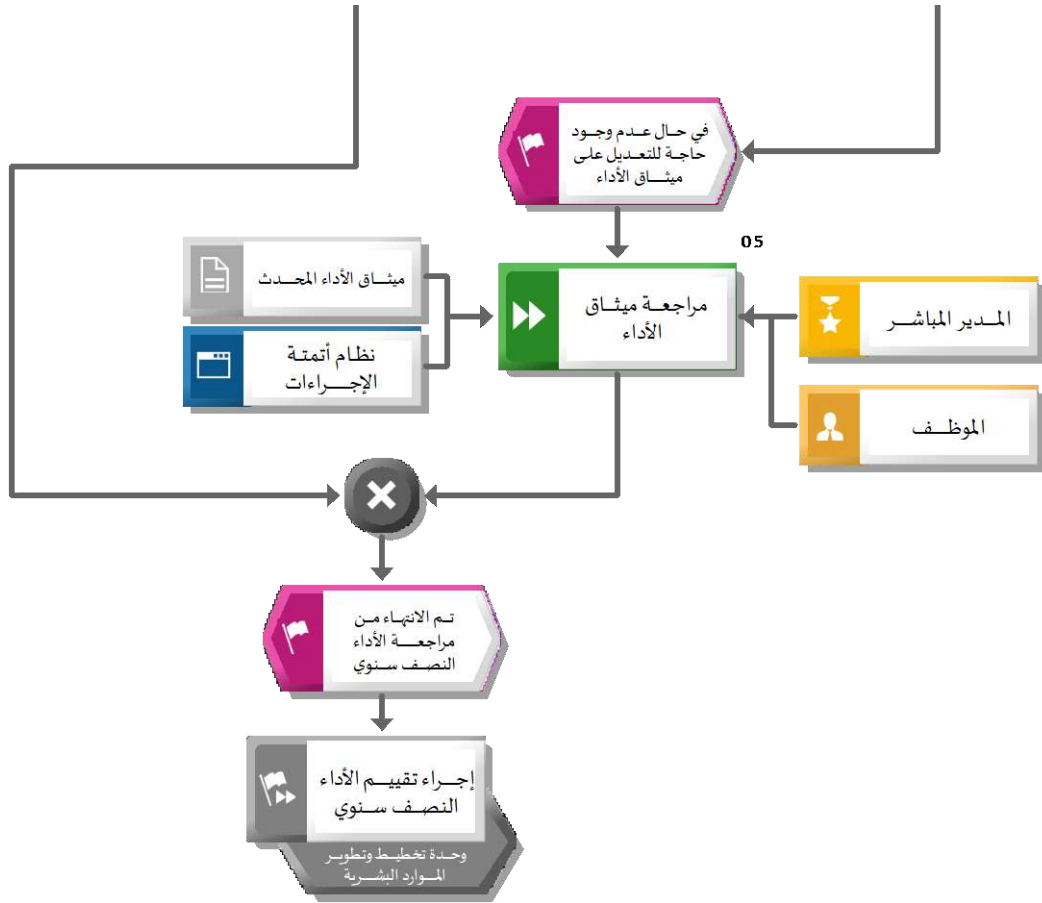 في حال عدم وجود
حاجة للتعديل على
ميثاق الأداء
05
المدير المباشر
مراجعة ميثاق
الأداء
ميثاق الأداء المحدث
نظام أتمتة
الإجراءات
الموظف
تم الانتهاء من
مراجعة الأداء
النصف سنوي
إجراء تقييم الأداء
النصف سنوي
وحدة تخطيط وتطوير
الموارد البشرية